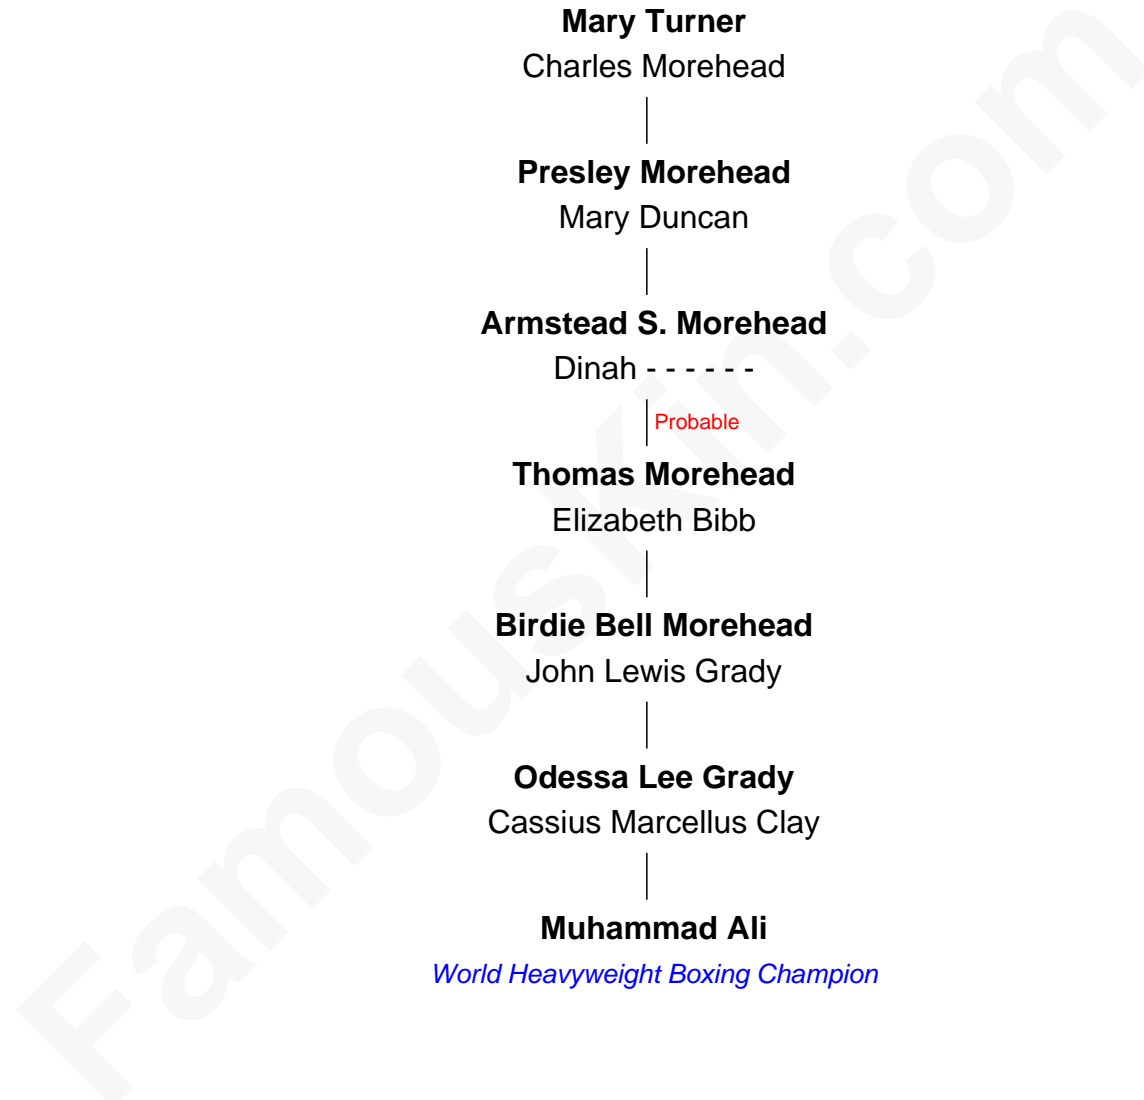 Mary Turner
Charles Morehead
Presley Morehead
Mary Duncan
Armstead S. Morehead
Dinah - - - - - -
Probable
Thomas Morehead
Elizabeth Bibb
Birdie Bell Morehead
John Lewis Grady
Odessa Lee Grady
Cassius Marcellus Clay
Muhammad Ali
World Heavyweight Boxing Champion
FamousKin.com